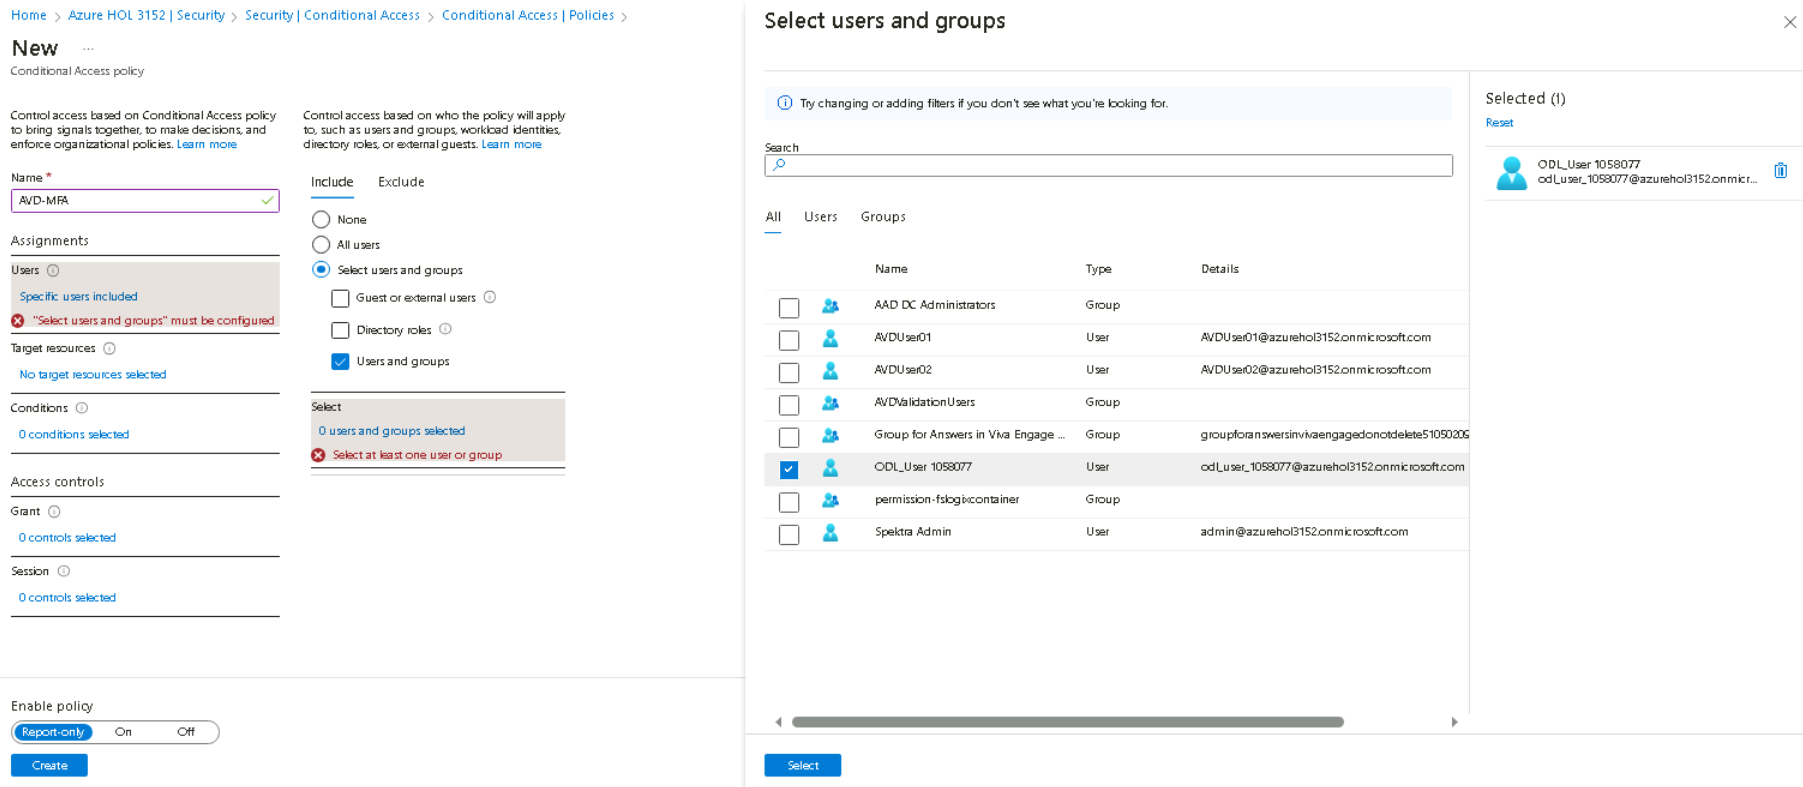 Home > Azure HOL 3152 | Security > Security | Conditional Access > Conditional Access | Policies >
New ...
Conditional Access policy
Control access based on Conditional Access policy
to bring signals together, to make decisions, and
enforce organizational policies. Learn more
Name *
AVD-MFA
Assignments
Users
Specific users included
"Select users and groups" must be configured
Target resources
No target resources selected
Conditions
0 conditions selected
Access controls
Grant
0 controls selected
Session
0 controls selected
Enable policy
Report-only On Off
Create
Control access based on who the policy will apply
to, such as users and groups, workload identities,
directory roles, or external guests. Learn more
Include Exclude
None
All users
Select users and groups
Guest or external users
Directory roles
Users and groups
Select
0 users and groups selected
Select at least one user or group
Select users and groups
Try changing or adding filters if you don't see what you're looking for.
Search
All Users Groups
Name Type Details
AAD DC Administrators Group
AVDUser01 User AVDUser01@azurehol3152.onmicrosoft.com
AVDUser02 User AVDUser02@azurehol3152.onmicrosoft.com
AVDValidationUsers Group
Group for Answers in Viva Engage ... Group groupforanswersinvivaengagedonotdelete51050209
ODL_User 1058077 User odl_user_1058077@azurehol3152.onmicrosoft.com
permission-fslogixcontainer Group
Spektra Admin User admin@azurehol3152.onmicrosoft.com
Select
Selected (1)
Reset
ODL_User 1058077
odl_user_1058077@azurehol3152.onmicr...